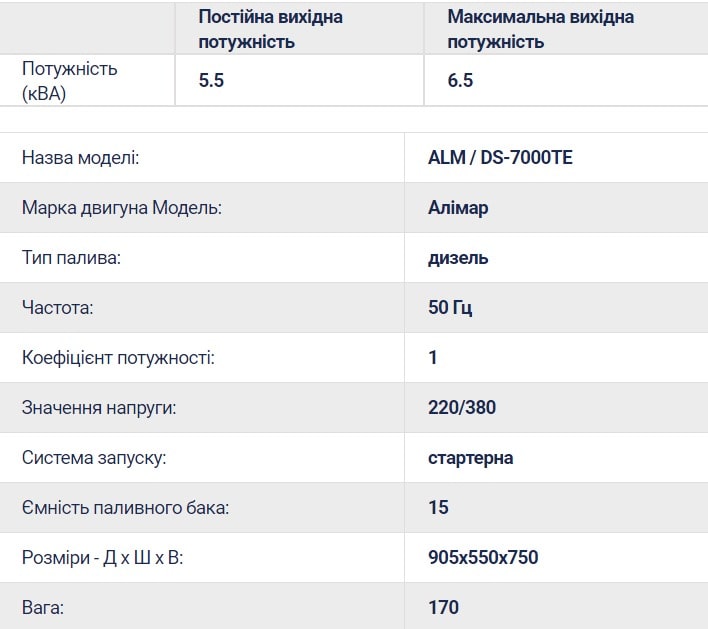 Постійна вихідна
потужність
Максимальна вихідна
потужність
Потужність
(кВА)
5.5
6.5
Назва моделі:
ALM / DS-7000TE
Марка двигуна Модель:
Алімар
Тип палива:
дизель
Частота:
50 Гц
Коефіцієнт потужності:
1
Значення напруги:
220/380
Система запуску:
стартерна
Ємність паливного бака:
15
Розміри - Д x Ш x В:
905x550x750
Вага:
170